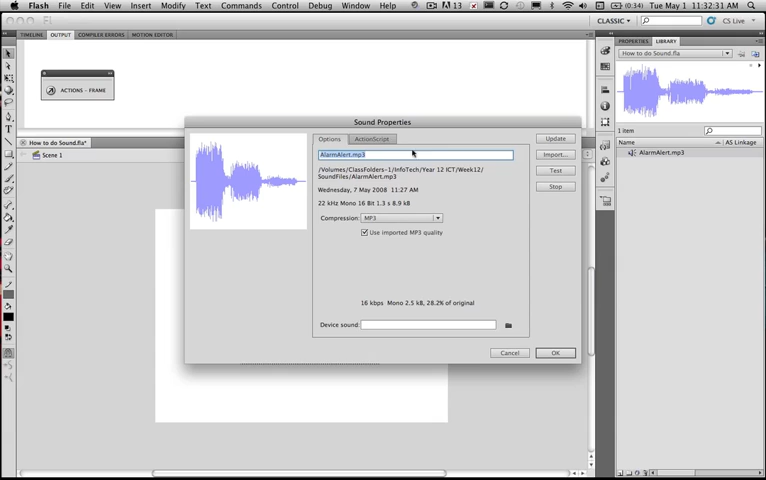 Flash File Edit View Insert Modify Text Commands Control Debug Window Help
13
(0:34) Tue May 1 11:32:31 AM
CLASSIC
CS Live
TIMELINE OUTPUT COMPILER ERRORS MOTION EDITOR
PROPERTIES LIBRARY
How to do Sound.fla
ACTIONS - FRAME
1 item
Name AS Linkage
AlarmAlert.mp3
How to do Sound.fla*
Scene 1
Sound Properties
Options ActionScript
AlarmAlert.mp3
/Volumes/ClassFolders-1/InfoTech/Year 12 ICT/Week12/
SoundFiles/AlarmAlert.mp3
Wednesday, 7 May 2008 11:27 AM
22 kHz Mono 16 Bit 1.3 s 8.9 kB
Compression: MP3
Use imported MP3 quality
16 kbps Mono 2.5 kB, 28.2% of original
Device sound:
Update
Import...
Test
Stop
Cancel
OK